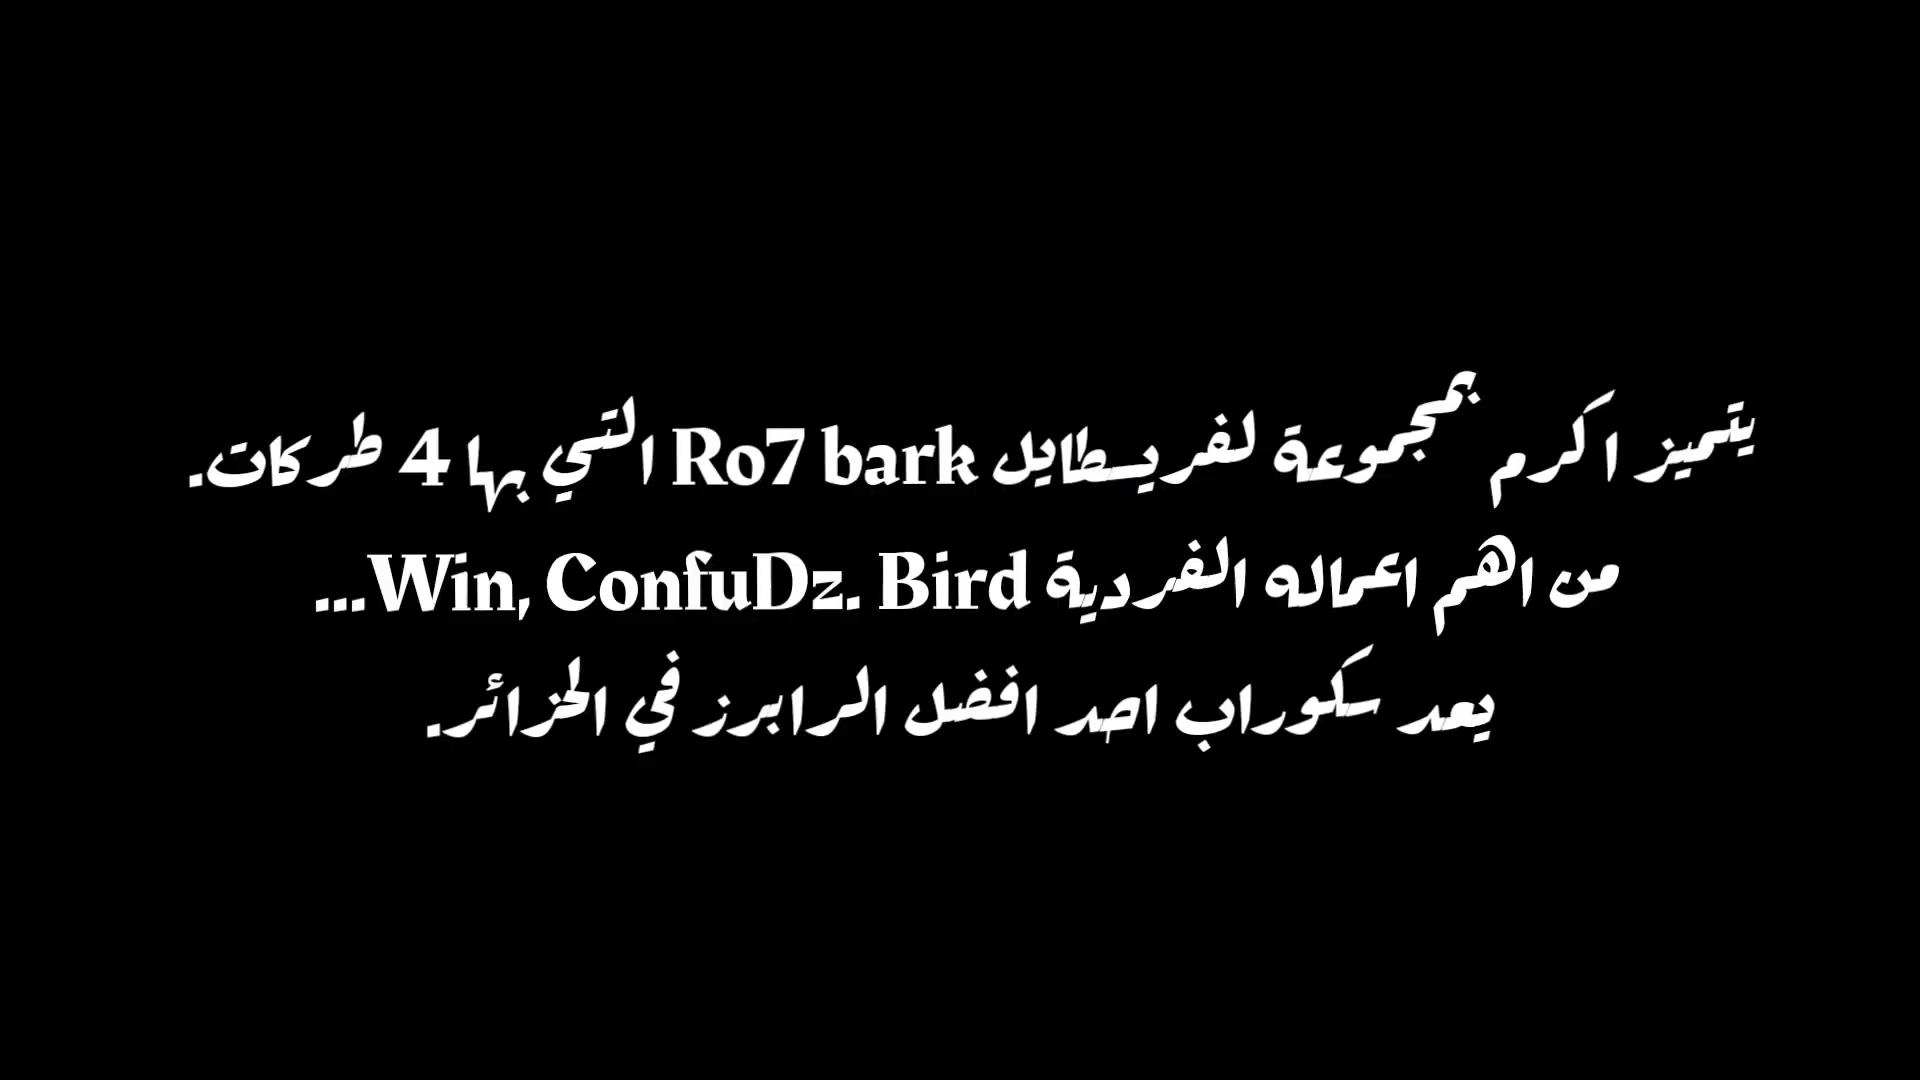 يتميز اكرم بمجموعة لفريسطايل Ro7 bark التي بها 4 طركات.
من اهم اعماله الفردية Win, ConfuDz. Bird...
يعد سكوراب احد افضل الرابرز في الجزائر.